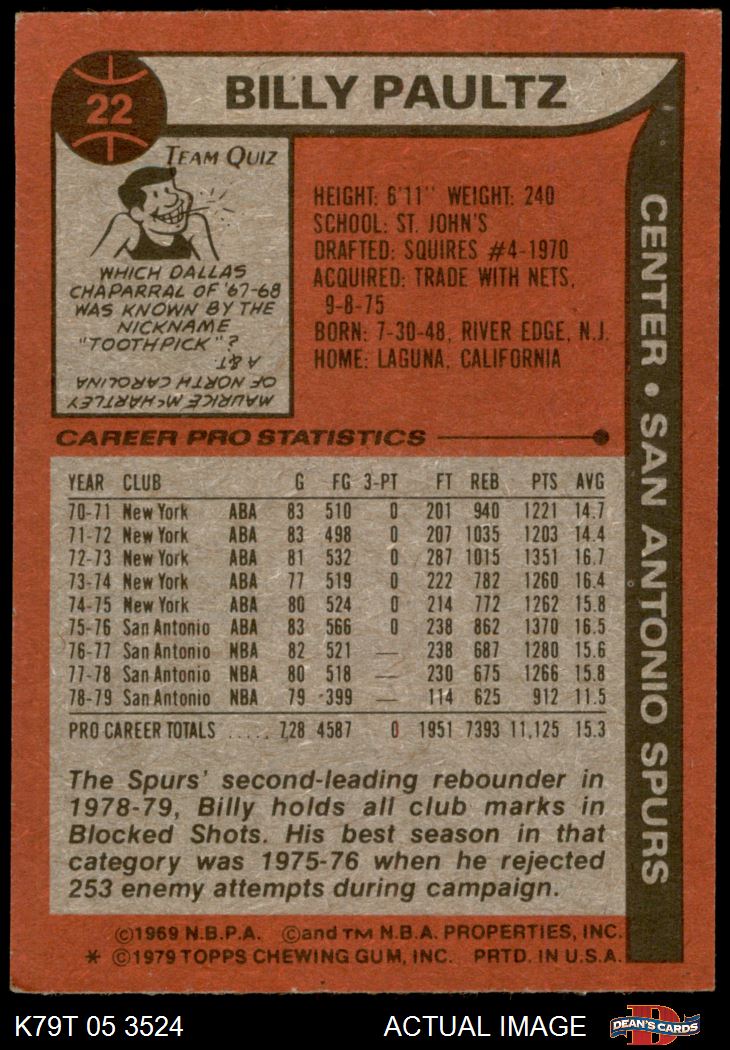 22
BILLY PAULTZ
TEAM QUIZ
WHICH DALLAS
CHAPARRAL OF '67-68
WAS KNOWN BY THE
NICKNAME
"TOOTHPICK"?
MAURICE McHARTLEY
OF NORTH CAROLINA
A&T.
HEIGHT: 6'11" WEIGHT: 240
SCHOOL: ST. JOHN'S
DRAFTED: SQUIRES #4-1970
ACQUIRED: TRADE WITH NETS,
9-8-75
BORN: 7-30-48, RIVER EDGE, N.J.
HOME: LAGUNA, CALIFORNIA
CENTER • SAN ANTONIO SPURS
CAREER PRO STATISTICS
YEAR CLUB G FG 3-PT FT REB PTS AVG
70-71 New York ABA 83 510 0 201 940 1221 14.7
71-72 New York ABA 83 498 0 207 1035 1203 14.4
72-73 New York ABA 81 532 0 287 1015 1351 16.7
73-74 New York ABA 77 519 0 222 782 1260 16.4
74-75 New York ABA 80 524 0 214 772 1262 15.8
75-76 San Antonio ABA 83 566 0 238 862 1370 16.5
76-77 San Antonio NBA 82 521 — 238 687 1280 15.6
77-78 San Antonio NBA 80 518 — 230 675 1266 15.8
78-79 San Antonio NBA 79 399 — 114 625 912 11.5
PRO CAREER TOTALS ..... 728 4587 0 1951 7393 11,125 15.3
The Spurs' second-leading rebounder in
1978-79, Billy holds all club marks in
Blocked Shots. His best season in that
category was 1975-76 when he rejected
253 enemy attempts during campaign.
©1969 N.B.P.A. ©and TM N.B.A. PROPERTIES, INC.
* ©1979 TOPPS CHEWING GUM, INC. PRTD. IN U.S.A.
K79T 05 3524 ACTUAL IMAGE
D
DEAN'S CARDS